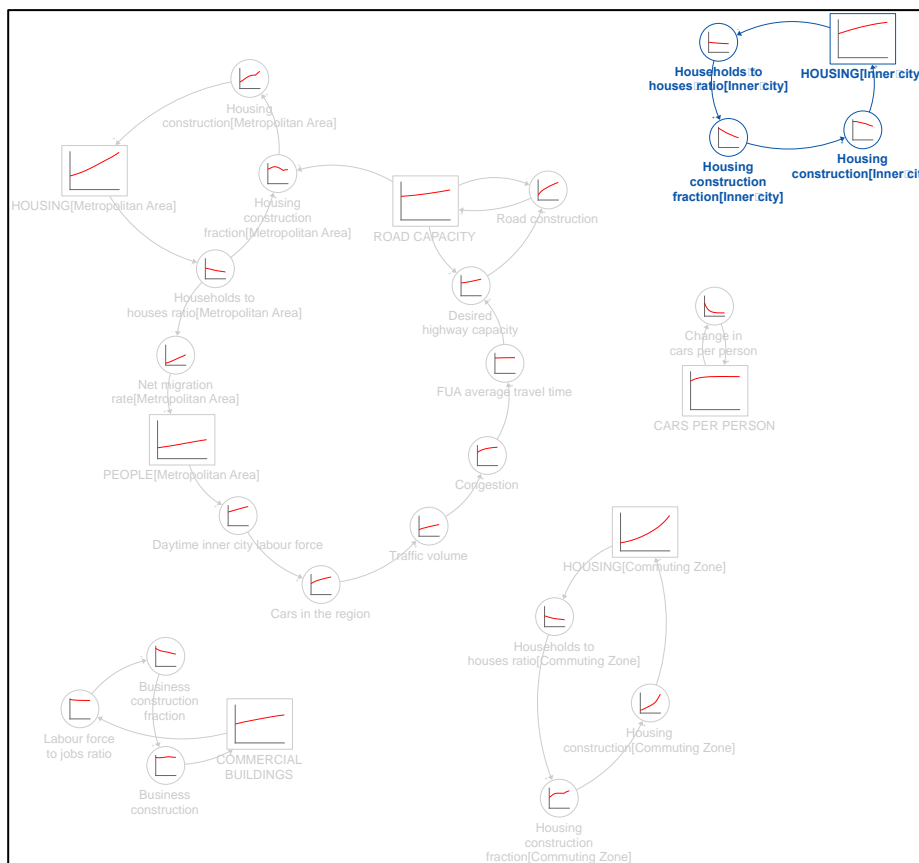 Households to
houses ratio[Inner city]
HOUSING[Inner city]
Housing
construction[Metropolitan Area]
Housing
construction
fraction[Inner city]
Housing
construction[Inner cit
HOUSING[Metropolitan Area]
Housing
construction
fraction[Metropolitan Area]
ROAD CAPACITY
Road construction
Households to
houses ratio[Metropolitan Area]
Desired
highway capacity
Change in
cars per person
Net migration
rate[Metropolitan Area]
FUA average travel time
CARS PER PERSON
PEOPLE[Metropolitan Area]
Congestion
Daytime inner city labour force
Traffic volume
HOUSING[Commuting Zone]
Cars in the region
Households to
houses ratio[Commuting Zone]
Business
construction
fraction
Labour force
to jobs ratio
COMMERCIAL
BUILDINGS
Housing
construction[Commuting Zone]
Business
construction
Housing
construction
fraction[Commuting Zone]